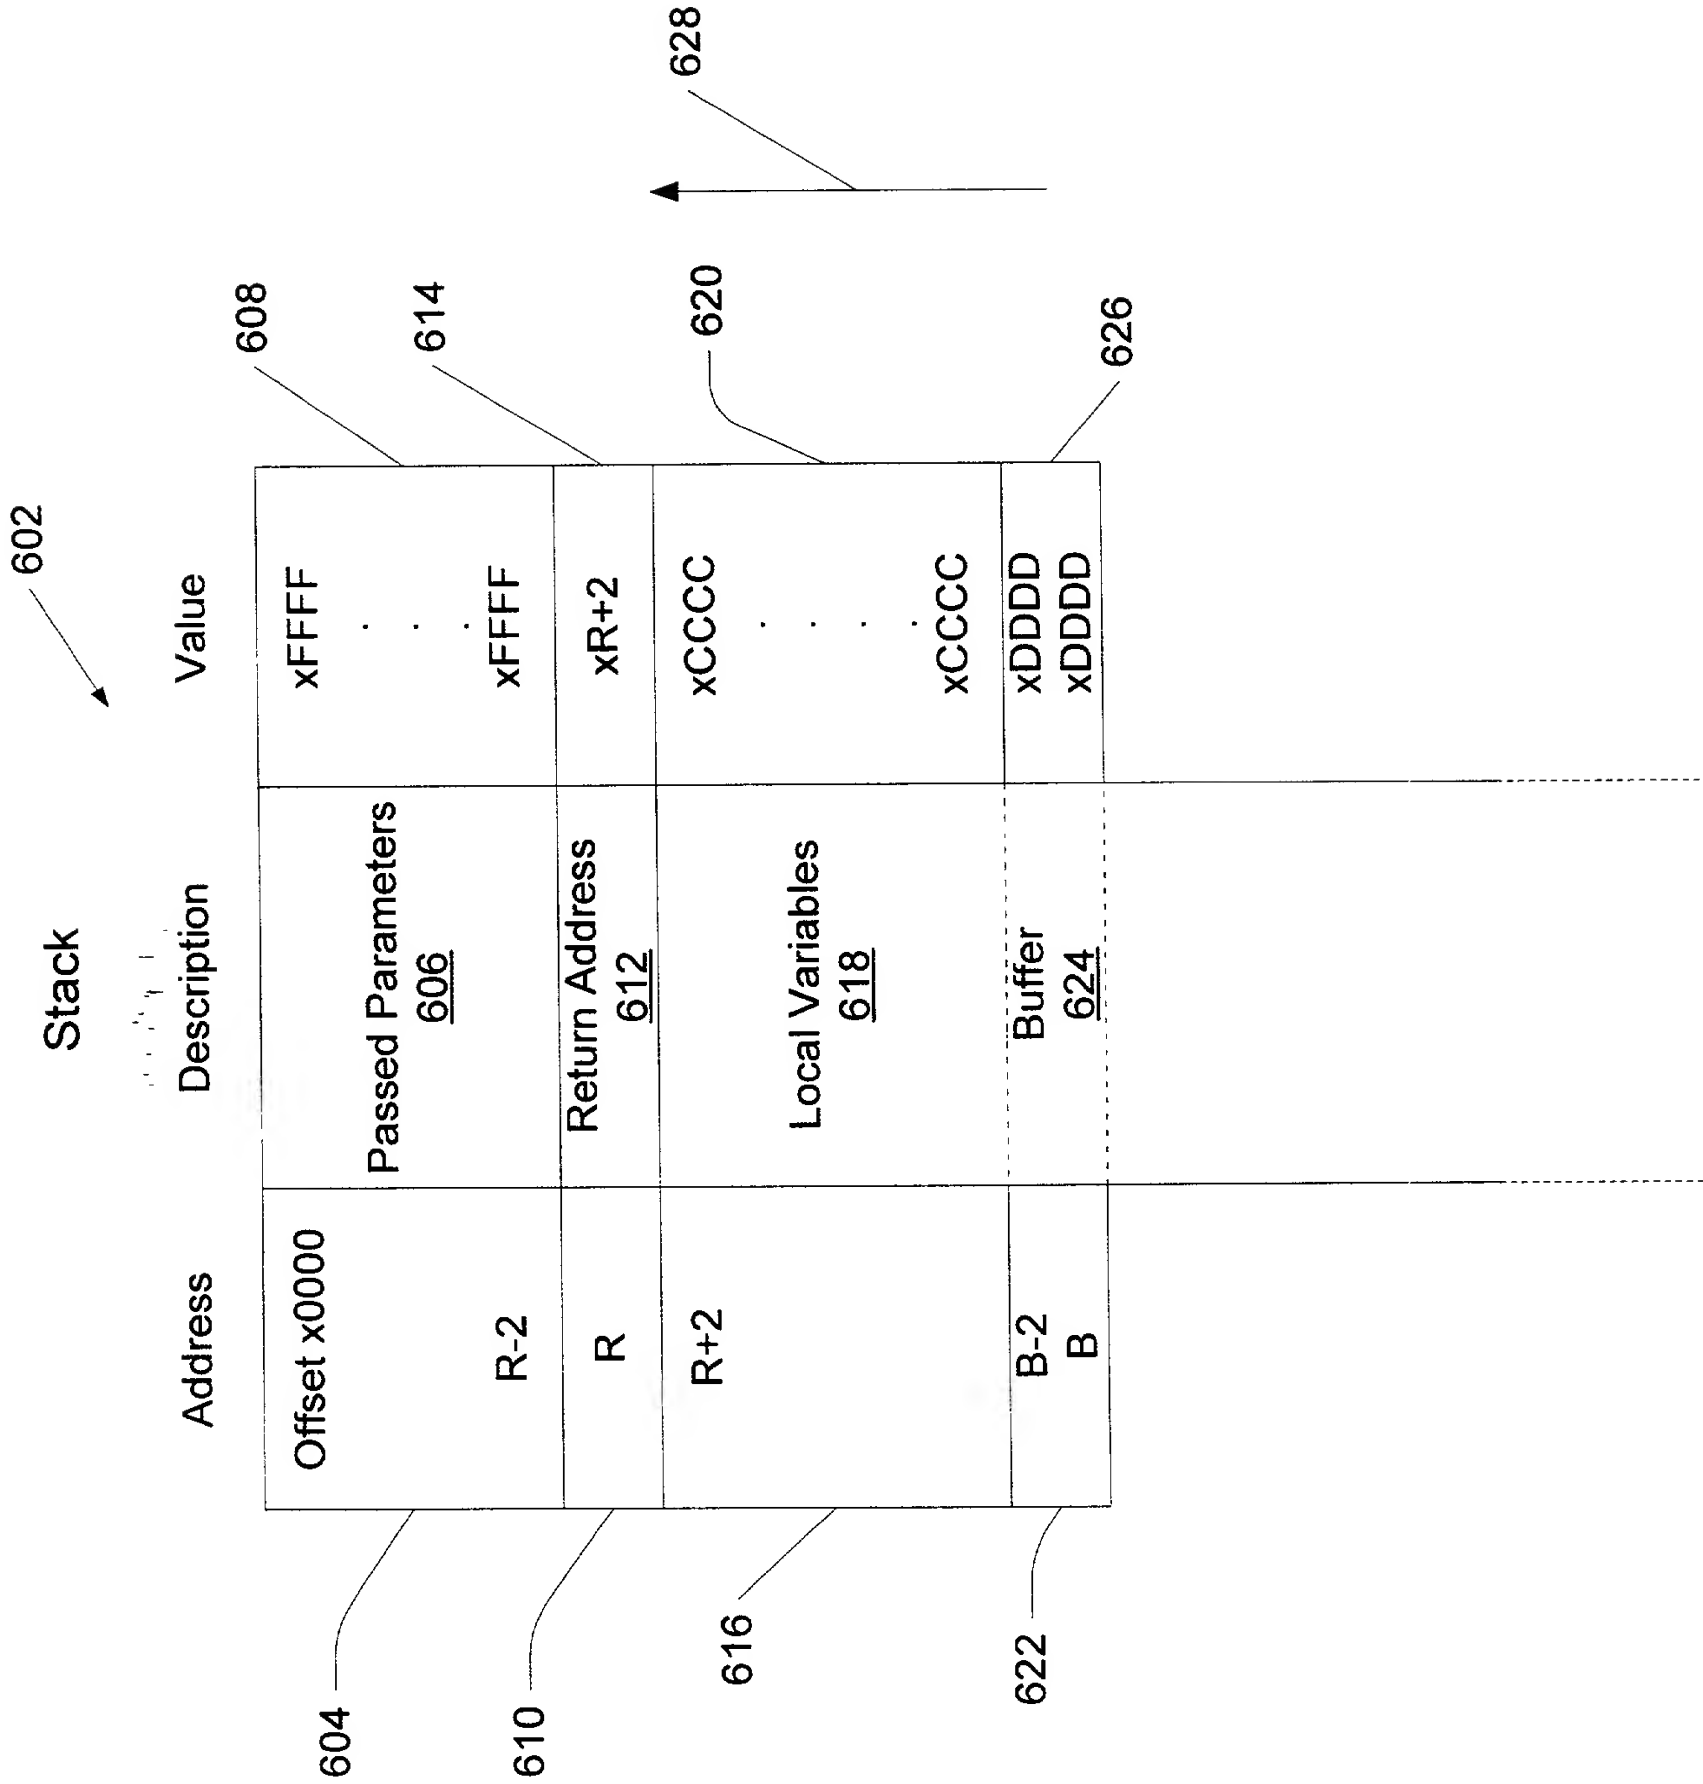 Stack
602
Address
Description
Value
Offset x0000
R-2
Passed Parameters
606
xFFFF
.
.
.
xFFFF
604
608
R
Return Address
612
xR+2
610
614
R+2
Local Variables
618
xCCCC
.
.
.
.
xCCCC
616
620
B-2
B
Buffer
624
xDDDD
xDDDD
622
626
628